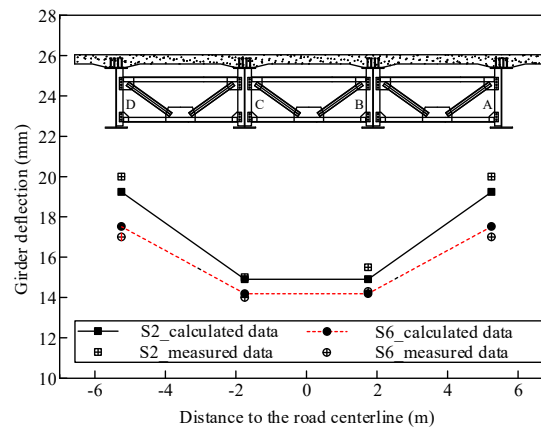 28
26
24
22
20
18
16
14
12
10
Girder deflection (mm)
D C B A
S2_calculated data S6_calculated data
S2_measured data S6_measured data
-6 -4 -2 0 2 4 6
Distance to the road centerline (m)